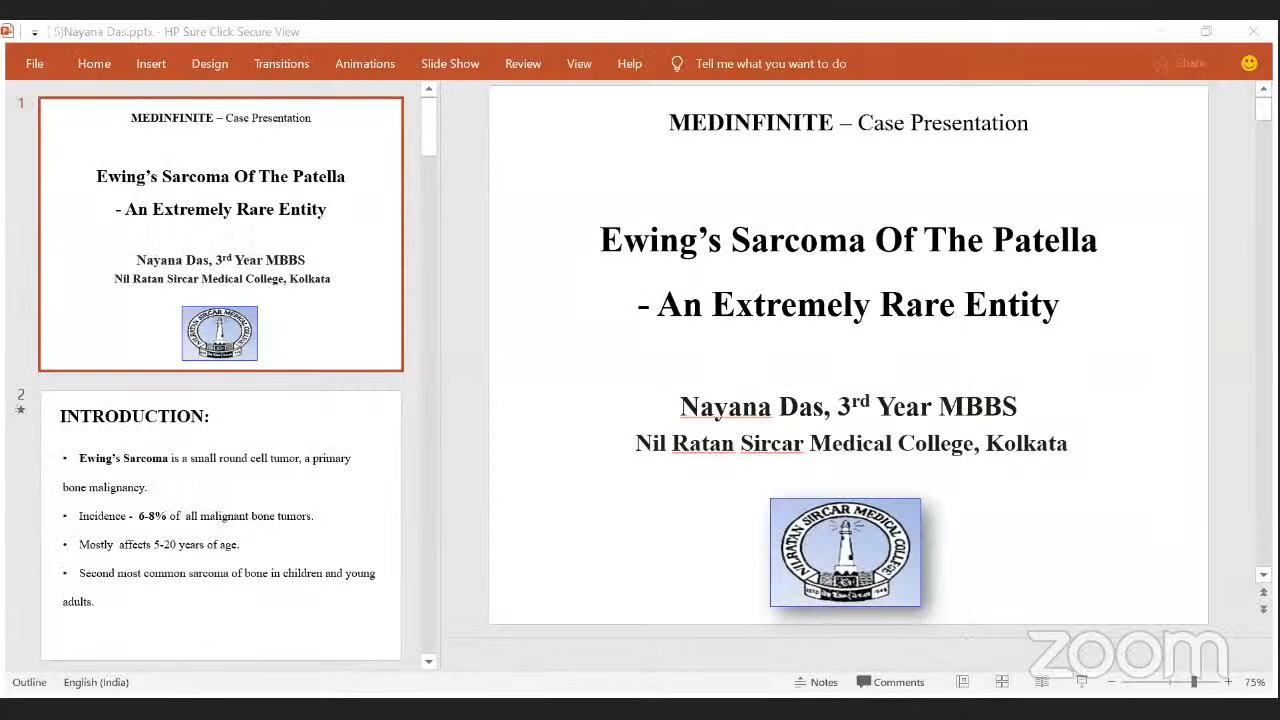 5)Nayana Das.pptx - HP Sure Click Secure View
File Home Insert Design Transitions Animations Slide Show Review View Help Tell me what you want to do Share
1
MEDINFINITE – Case Presentation
Ewing's Sarcoma Of The Patella
- An Extremely Rare Entity
Nayana Das, 3rd Year MBBS
Nil Ratan Sircar Medical College, Kolkata
NILRATAN SIRCAR MEDICAL COLLEGE
2
INTRODUCTION:
• Ewing's Sarcoma is a small round cell tumor, a primary
bone malignancy.
• Incidence - 6-8% of all malignant bone tumors.
• Mostly affects 5-20 years of age.
• Second most common sarcoma of bone in children and young
adults.
MEDINFINITE – Case Presentation
Ewing's Sarcoma Of The Patella
- An Extremely Rare Entity
Nayana Das, 3rd Year MBBS
Nil Ratan Sircar Medical College, Kolkata
NILRATAN SIRCAR MEDICAL COLLEGE
zoom
Outline English (India) Notes Comments 75%